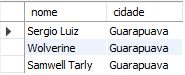 nome cidade
Sergio Luiz Guarapuava
Wolverine Guarapuava
Samwell Tarly Guarapuava